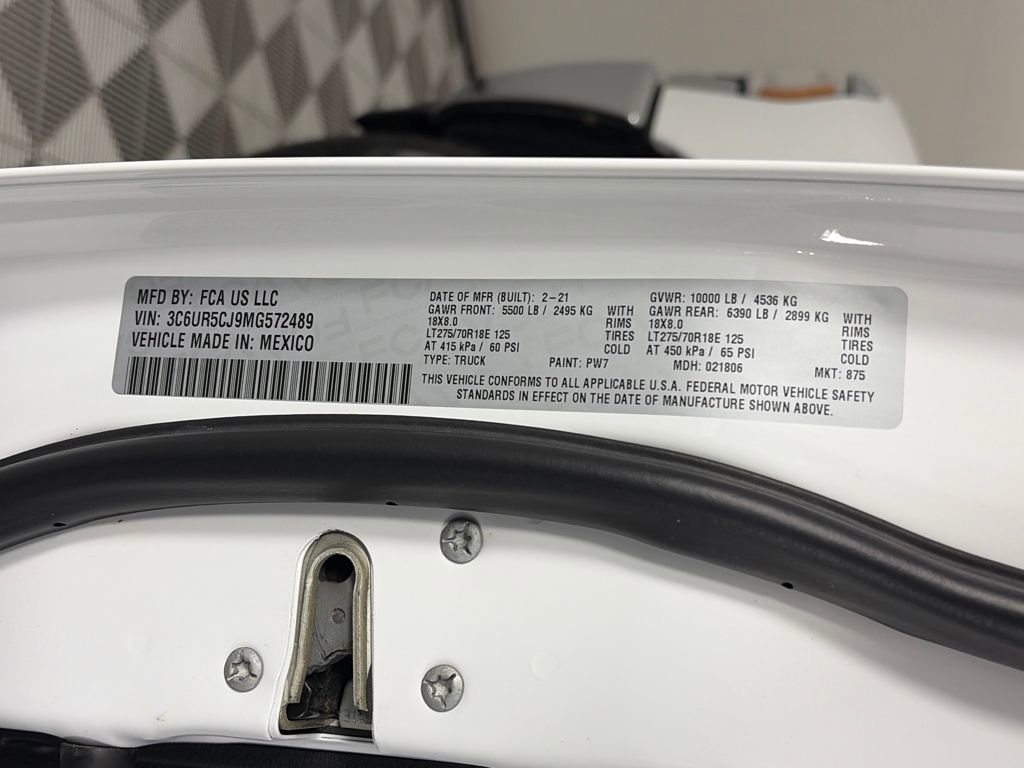 MFD BY: FCA US LLC
VIN: 3C6UR5CJ9MG572489
VEHICLE MADE IN: MEXICO
DATE OF MFR (BUILT): 2-21
GAWR FRONT: 5500 LB / 2495 KG WITH
18X8.0 RIMS
LT275/70R18E 125 TIRES
AT 415 kPa / 60 PSI COLD
TYPE: TRUCK PAINT: PW7
GVWR: 10000 LB / 4536 KG
GAWR REAR: 6390 LB / 2899 KG WITH
18X8.0 RIMS
LT275/70R18E 125 TIRES
AT 450 kPa / 65 PSI COLD
MDH: 021806 MKT: 875
THIS VEHICLE CONFORMS TO ALL APPLICABLE U.S.A. FEDERAL MOTOR VEHICLE SAFETY
STANDARDS IN EFFECT ON THE DATE OF MANUFACTURE SHOWN ABOVE.